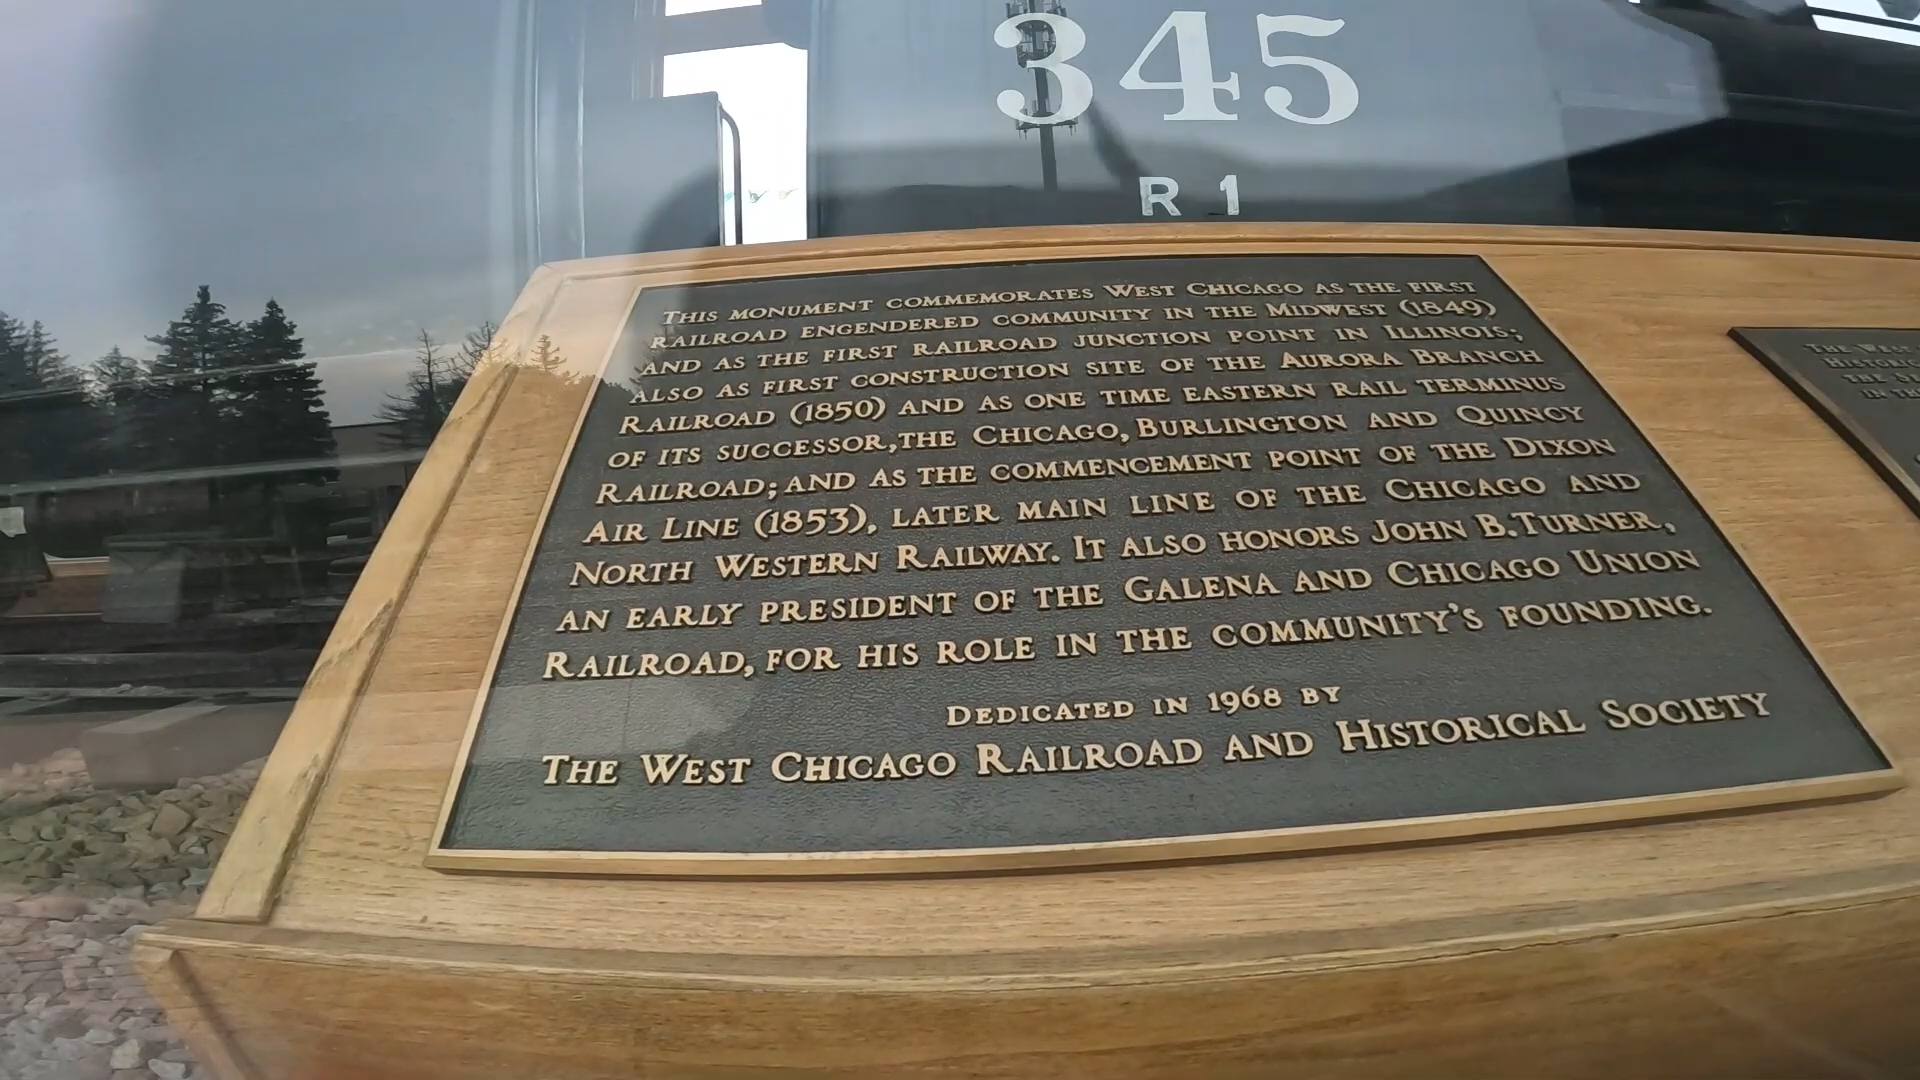 345
R 1
THIS MONUMENT COMMEMORATES WEST CHICAGO AS THE FIRST
RAILROAD ENGENDERED COMMUNITY IN THE MIDWEST (1849)
AND AS THE FIRST RAILROAD JUNCTION POINT IN ILLINOIS;
ALSO AS FIRST CONSTRUCTION SITE OF THE AURORA BRANCH
RAILROAD (1850) AND AS ONE TIME EASTERN RAIL TERMINUS
OF ITS SUCCESSOR, THE CHICAGO, BURLINGTON AND QUINCY
RAILROAD; AND AS THE COMMENCEMENT POINT OF THE DIXON
AIR LINE (1853), LATER MAIN LINE OF THE CHICAGO AND
NORTH WESTERN RAILWAY. IT ALSO HONORS JOHN B. TURNER,
AN EARLY PRESIDENT OF THE GALENA AND CHICAGO UNION
RAILROAD, FOR HIS ROLE IN THE COMMUNITY'S FOUNDING.
DEDICATED IN 1968 BY
THE WEST CHICAGO RAILROAD AND HISTORICAL SOCIETY
THE WEST